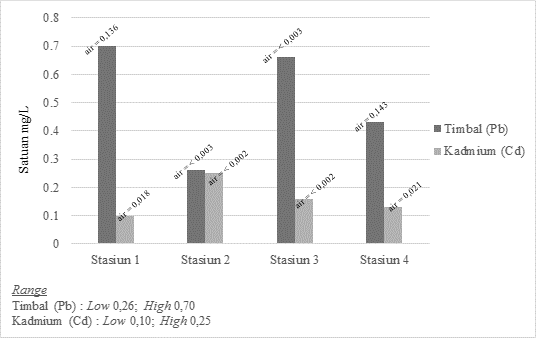 0.8
0.7
0.6
0.5
0.4
0.3
0.2
0.1
0
Satuan mg/L
air = 0,136
air = 0,018
air = < 0,003
air = < 0,002
air = < 0,003
air = < 0,002
air = 0,143
air = 0,021
Stasiun 1
Stasiun 2
Stasiun 3
Stasiun 4
Timbal (Pb)
Kadmium (Cd)
Range
Timbal (Pb) : Low 0,26; High 0,70
Kadmium (Cd) : Low 0,10; High 0,25